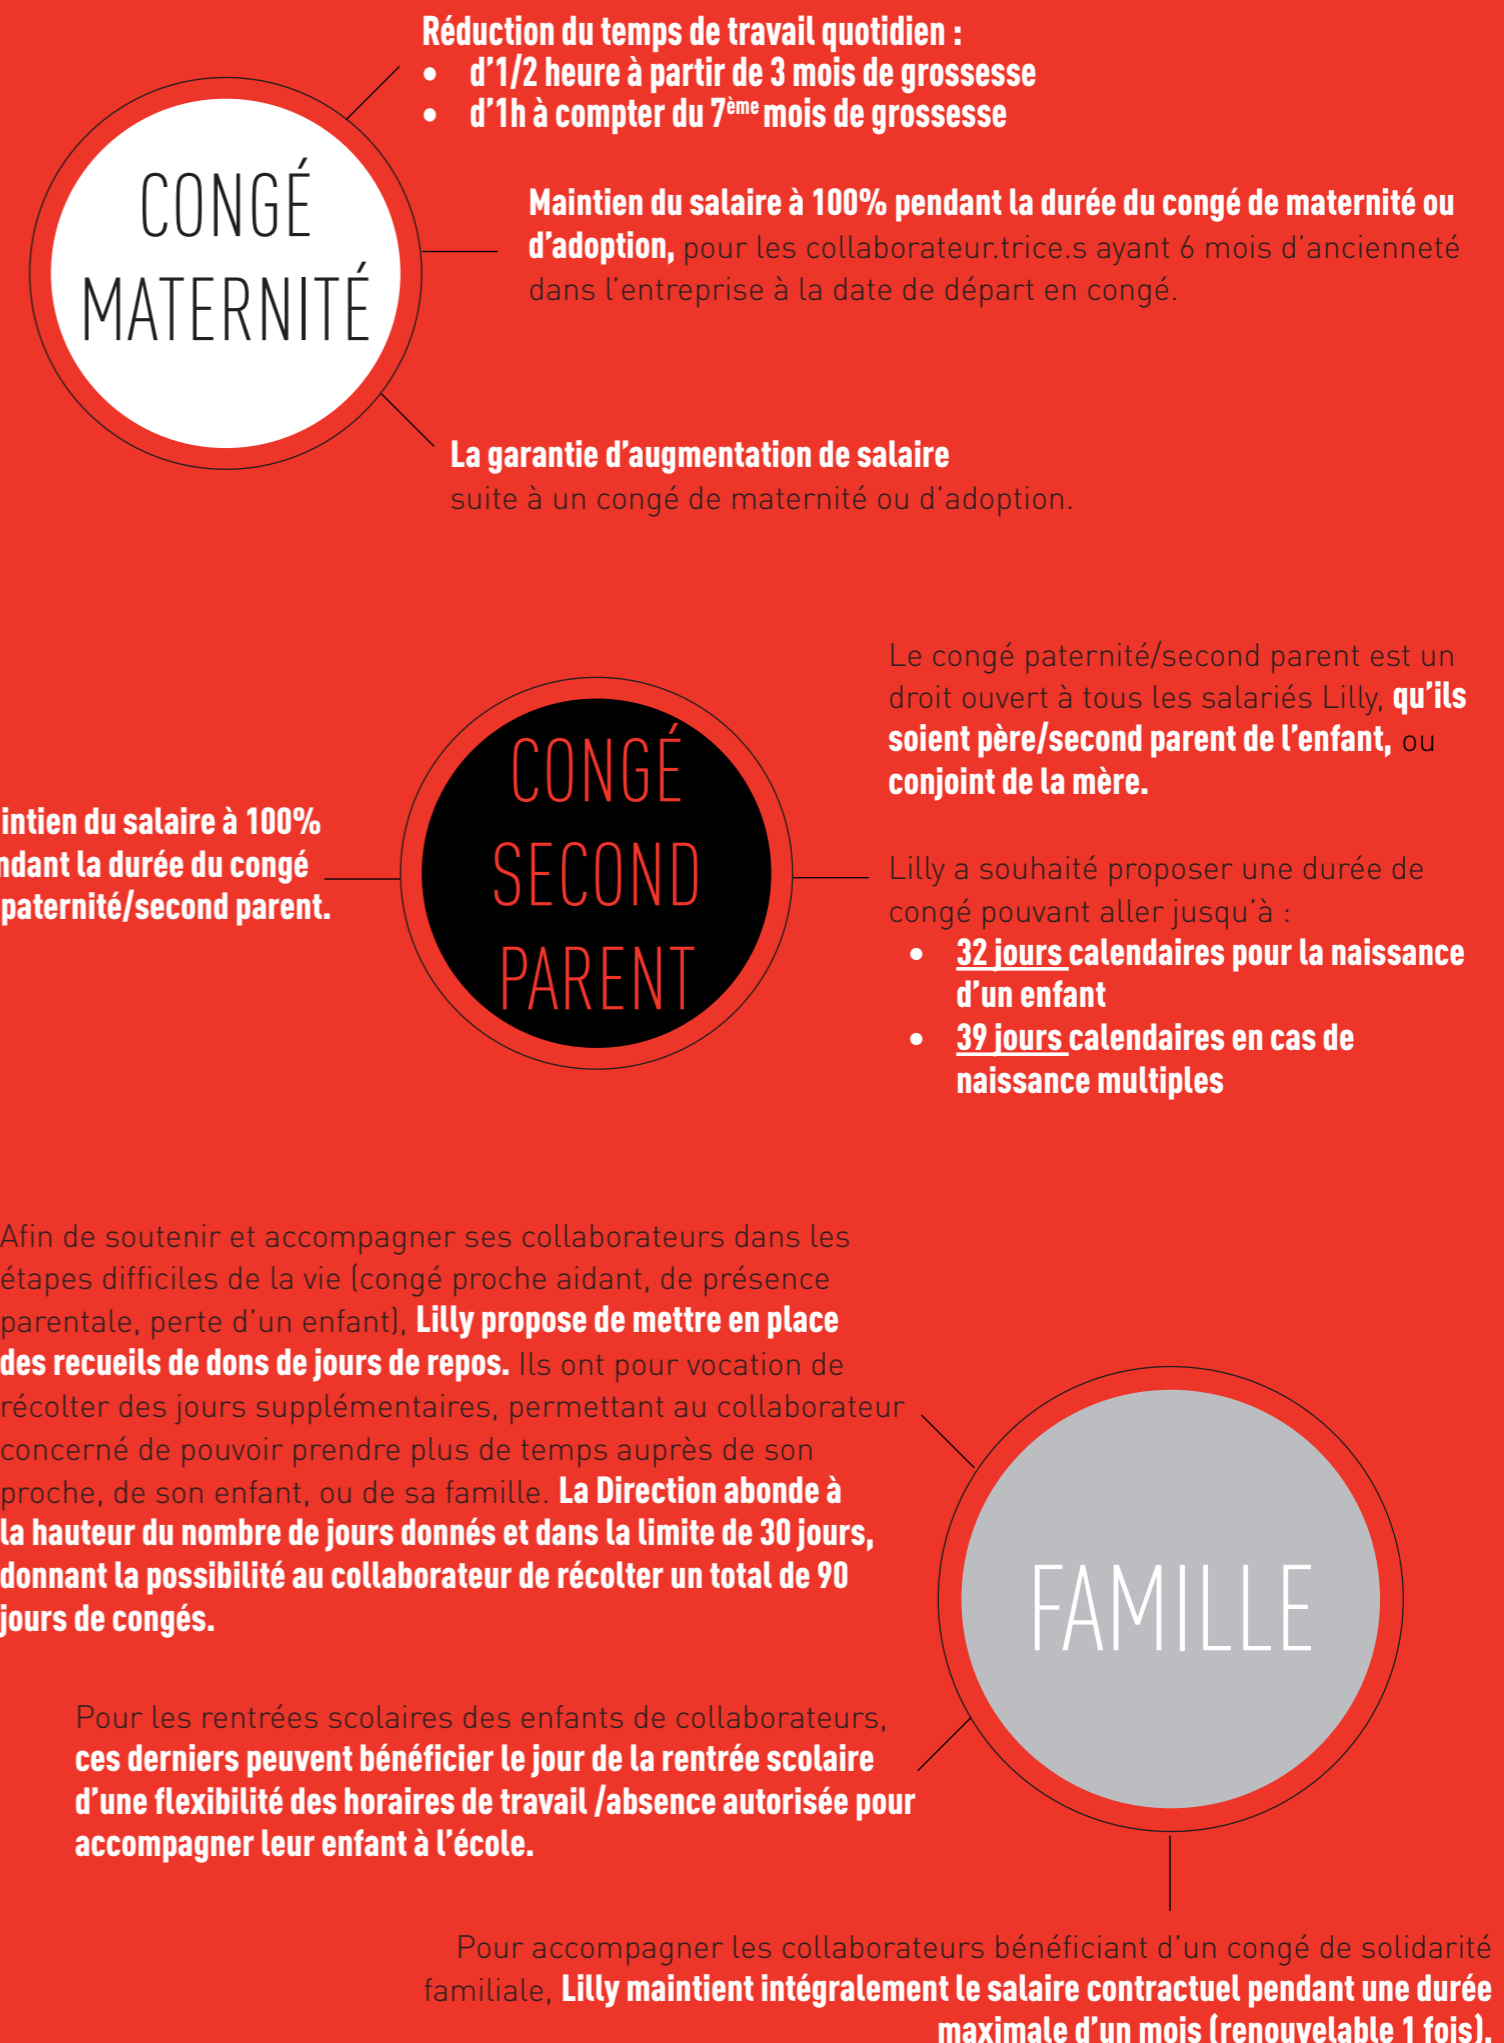 Réduction du temps de travail quotidien :
• d’1/2 heure à partir de 3 mois de grossesse
• d’1h à compter du 7ème mois de grossesse
CONGÉ
MATERNITÉ
Maintien du salaire à 100% pendant la durée du congé de maternité ou
d’adoption, pour les collaborateur.trice.s ayant 6 mois d’ancienneté
dans l’entreprise à la date de départ en congé.
La garantie d’augmentation de salaire
suite à un congé de maternité ou d’adoption.
intien du salaire à 100%
ndant la durée du congé
paternité/second parent.
CONGÉ
SECOND
PARENT
Le congé paternité/second parent est un
droit ouvert à tous les salariés Lilly, qu’ils
soient père/second parent de l’enfant, ou
conjoint de la mère.
Lilly a souhaité proposer une durée de
congé pouvant aller jusqu’à :
• 32 jours calendaires pour la naissance
d’un enfant
• 39 jours calendaires en cas de
naissance multiples
Afin de soutenir et accompagner ses collaborateurs dans les
étapes difficiles de la vie (congé proche aidant, de présence
parentale, perte d’un enfant), Lilly propose de mettre en place
des recueils de dons de jours de repos. Ils ont pour vocation de
récolter des jours supplémentaires, permettant au collaborateur
concerné de pouvoir prendre plus de temps auprès de son
proche, de son enfant, ou de sa famille. La Direction abonde à
la hauteur du nombre de jours donnés et dans la limite de 30 jours,
donnant la possibilité au collaborateur de récolter un total de 90
jours de congés.
FAMILLE
Pour les rentrées scolaires des enfants de collaborateurs,
ces derniers peuvent bénéficier le jour de la rentrée scolaire
d’une flexibilité des horaires de travail /absence autorisée pour
accompagner leur enfant à l’école.
Pour accompagner les collaborateurs bénéficiant d’un congé de solidarité
familiale, Lilly maintient intégralement le salaire contractuel pendant une durée
maximale d’un mois (renouvelable 1 fois).